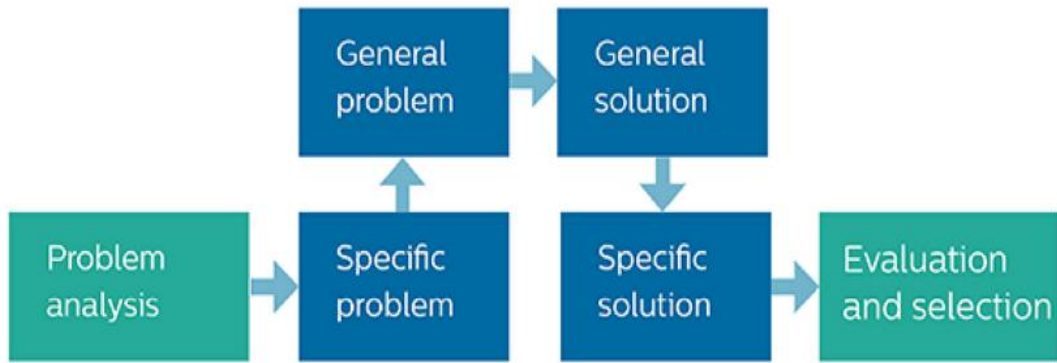 General
problem
General
solution
Problem
analysis
Specific
problem
Specific
solution
Evaluation
and selection